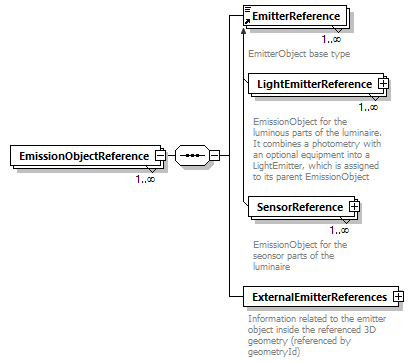 EmitterReference
1..∞
EmitterObject base type
LightEmitterReference
1..∞
EmissionObject for the
luminous parts of the luminaire.
It combines a photometry with
an optional equipment into a
LightEmitter, which is assigned
to its parent EmissionObject
EmissionObjectReference
1..∞
SensorReference
1..∞
EmissionObject for the
seonsor parts of the
luminaire
ExternalEmitterReferences
Information related to the emitter
object inside the referenced 3D
geometry (referenced by
geometryId)